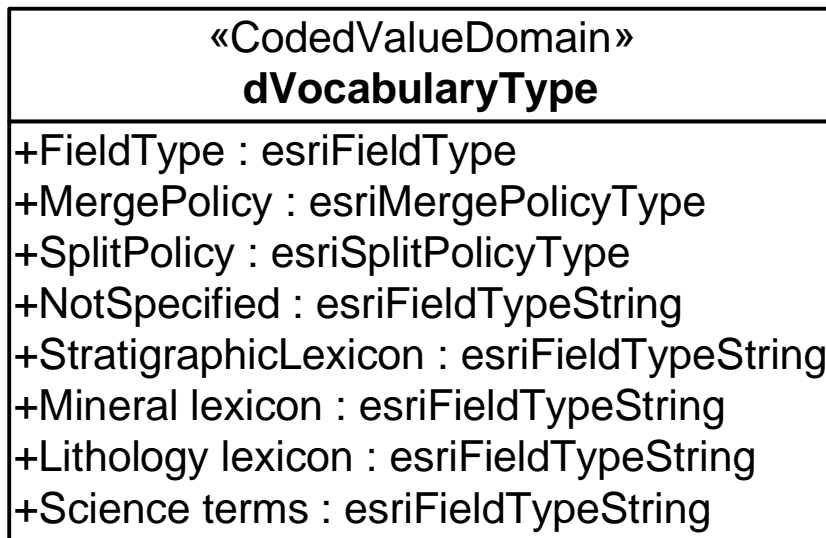 «CodedValueDomain»
dVocabularyType
+FieldType : esriFieldType
+MergePolicy : esriMergePolicyType
+SplitPolicy : esriSplitPolicyType
+NotSpecified : esriFieldTypeString
+StratigraphicLexicon : esriFieldTypeString
+Mineral lexicon : esriFieldTypeString
+Lithology lexicon : esriFieldTypeString
+Science terms : esriFieldTypeString